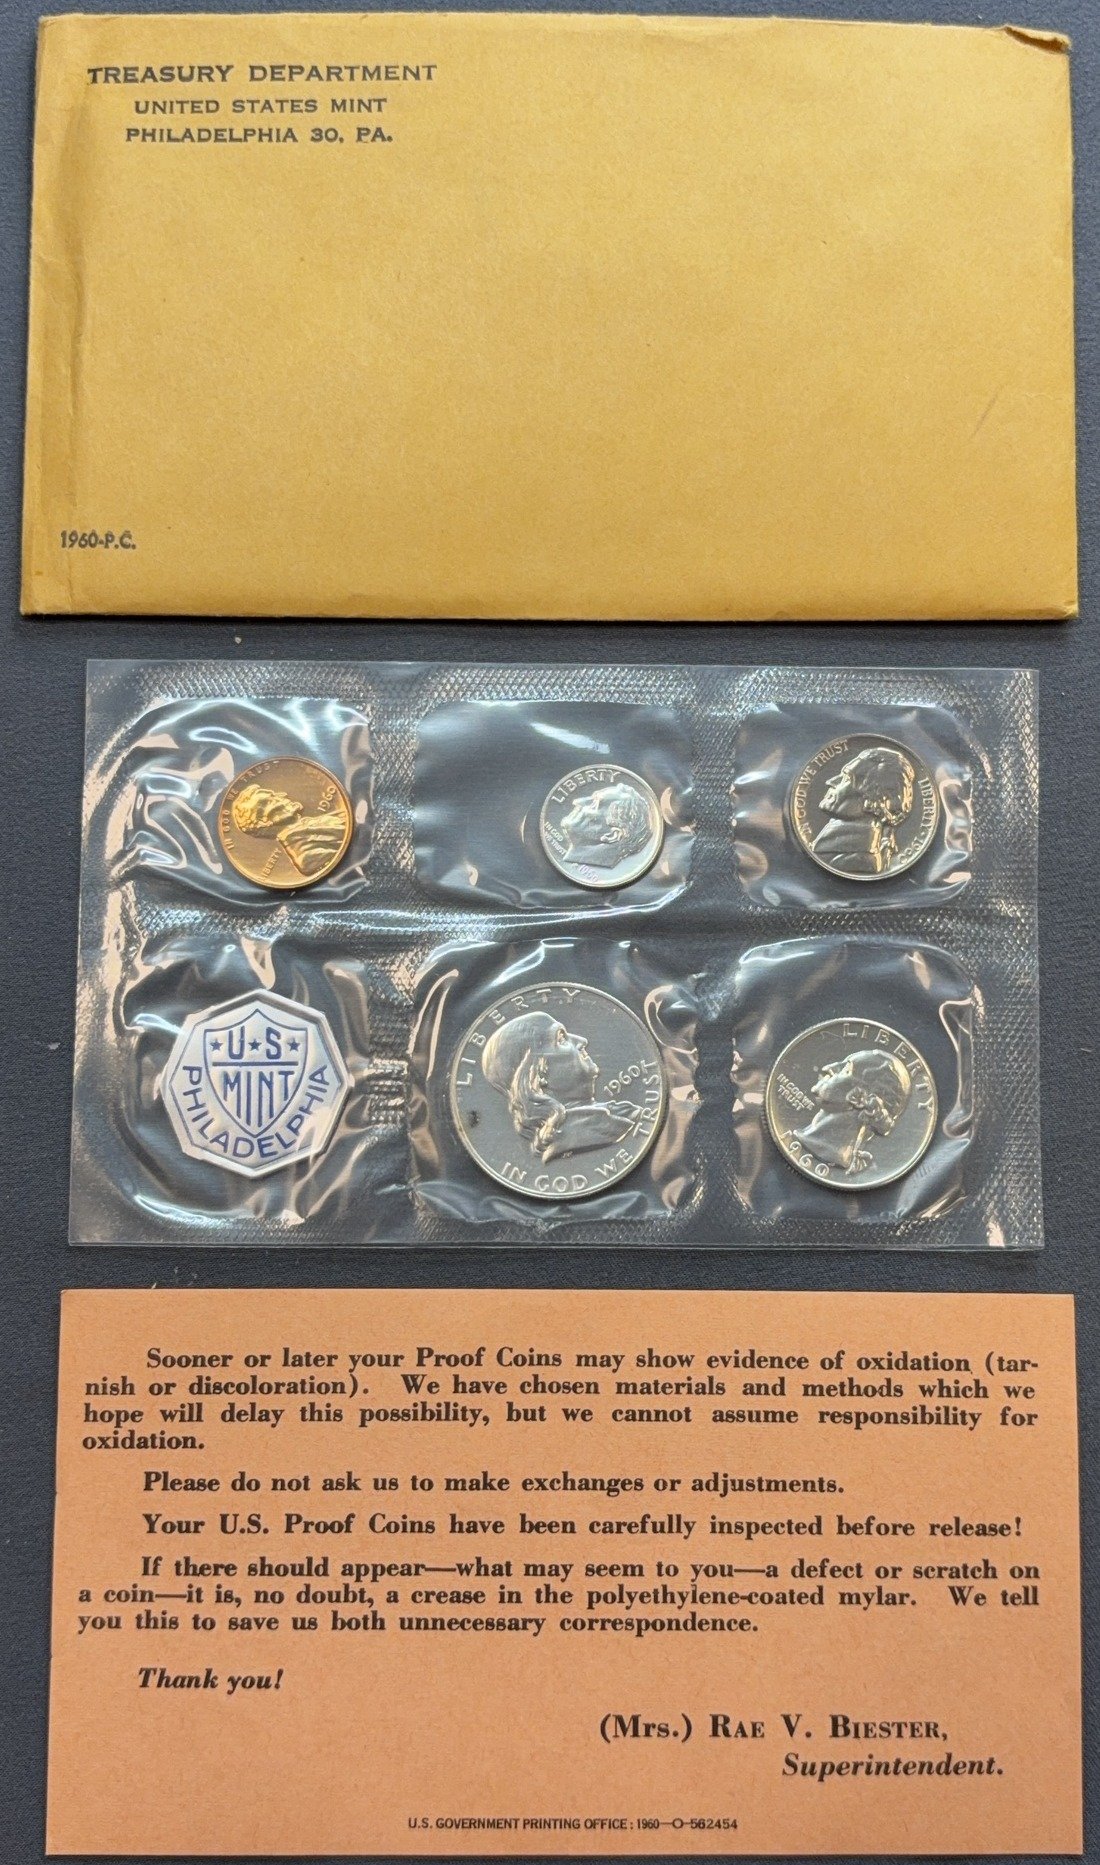 TREASURY DEPARTMENT
UNITED STATES MINT
PHILADELPHIA 30, PA.
1960-P.C.
IN GOD WE TRUST
LIBERTY
1960
LIBERTY
IN GOD
WE TRUST
1960
IN GOD WE TRUST
LIBERTY 1960
U★S★
MINT
PHILADELPHIA
LIBERTY
1960
IN GOD WE TRUST
LIBERTY
IN GOD WE
TRUST
1960
Sooner or later your Proof Coins may show evidence of oxidation (tar-
nish or discoloration). We have chosen materials and methods which we
hope will delay this possibility, but we cannot assume responsibility for
oxidation.
Please do not ask us to make exchanges or adjustments.
Your U.S. Proof Coins have been carefully inspected before release!
If there should appear—what may seem to you—a defect or scratch on
a coin—it is, no doubt, a crease in the polyethylene-coated mylar. We tell
you this to save us both unnecessary correspondence.
Thank you!
(Mrs.) RAE V. BIESTER,
Superintendent.
U.S. GOVERNMENT PRINTING OFFICE : 1960—O-562454